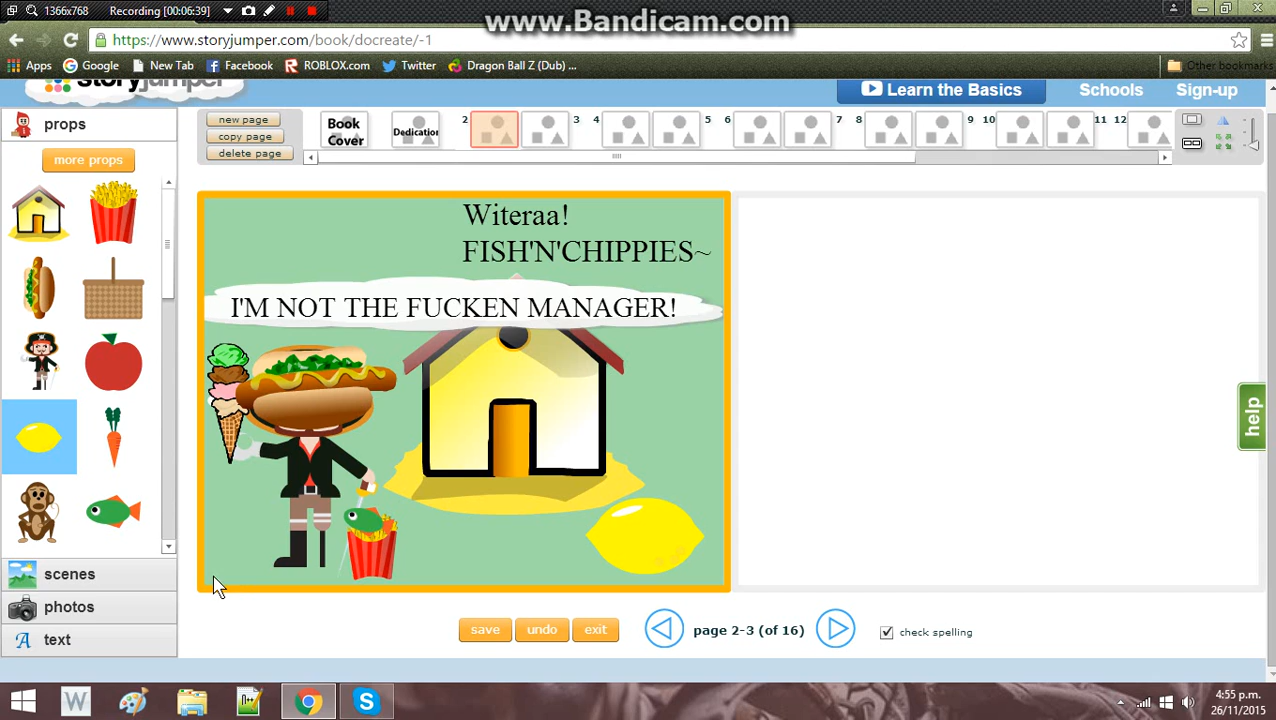 1366x768 Recording [00:06:39]
www.Bandicam.com
https://www.storyjumper.com/book/docreate/-1
Apps Google New Tab Facebook ROBLOX.com Twitter Dragon Ball Z (Dub) ... Other bookmarks
storyjumper
Learn the Basics Schools Sign-up
props
new page
copy page
delete page
Book Cover
Dedication
2 3 4 5 6 7 8 9 10 11 12
more props
Witeraa!
FISH'N'CHIPPIES~
I'M NOT THE FUCKEN MANAGER!
help
scenes
photos
text
save undo exit page 2-3 (of 16) check spelling
4:55 p.m.
26/11/2015